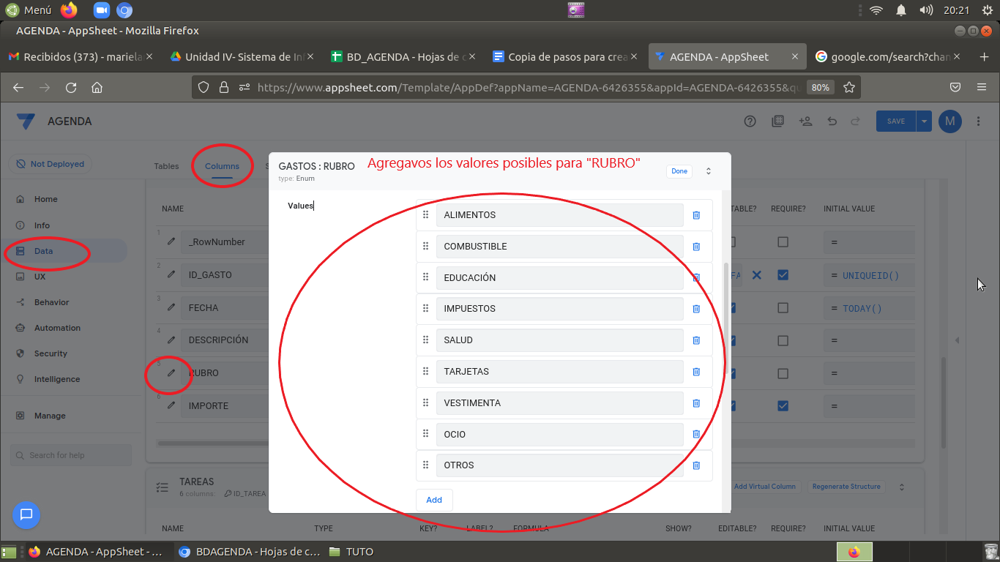 Menú
20:21
AGENDA - AppSheet - Mozilla Firefox
Recibidos (373) - mariela
Unidad IV- Sistema de Inf
BD_AGENDA - Hojas de c
Copia de pasos para crea
AGENDA - AppSheet
google.com/search?chan
https://www.appsheet.com/Template/AppDef?appName=AGENDA-6426355&appId=AGENDA-6426355&qu
80%
AGENDA
SAVE
M
Not Deployed
Tables
Columns
S
Home
Info
Data
UX
Behavior
Automation
Security
Intelligence
Manage
Search for help
GASTOS : RUBRO
Agregavos los valores posibles para "RUBRO"
type: Enum
Done
Values
ALIMENTOS
COMBUSTIBLE
EDUCACIÓN
IMPUESTOS
SALUD
TARJETAS
VESTIMENTA
OCIO
OTROS
Add
NAME
TABLE?
REQUIRE?
INITIAL VALUE
1
_RowNumber
=
2
ID_GASTO
FA
= UNIQUEID()
3
FECHA
= TODAY()
4
DESCRIPCIÓN
=
5
RUBRO
=
6
IMPORTE
=
TAREAS
6 columns:
ID_TAREA
Add Virtual Column
Regenerate Structure
NAME
TYPE
KEY?
LABEL?
FORMULA
SHOW?
EDITABLE?
REQUIRE?
INITIAL VALUE
AGENDA - AppSheet - ...
BDAGENDA - Hojas de c...
TUTO